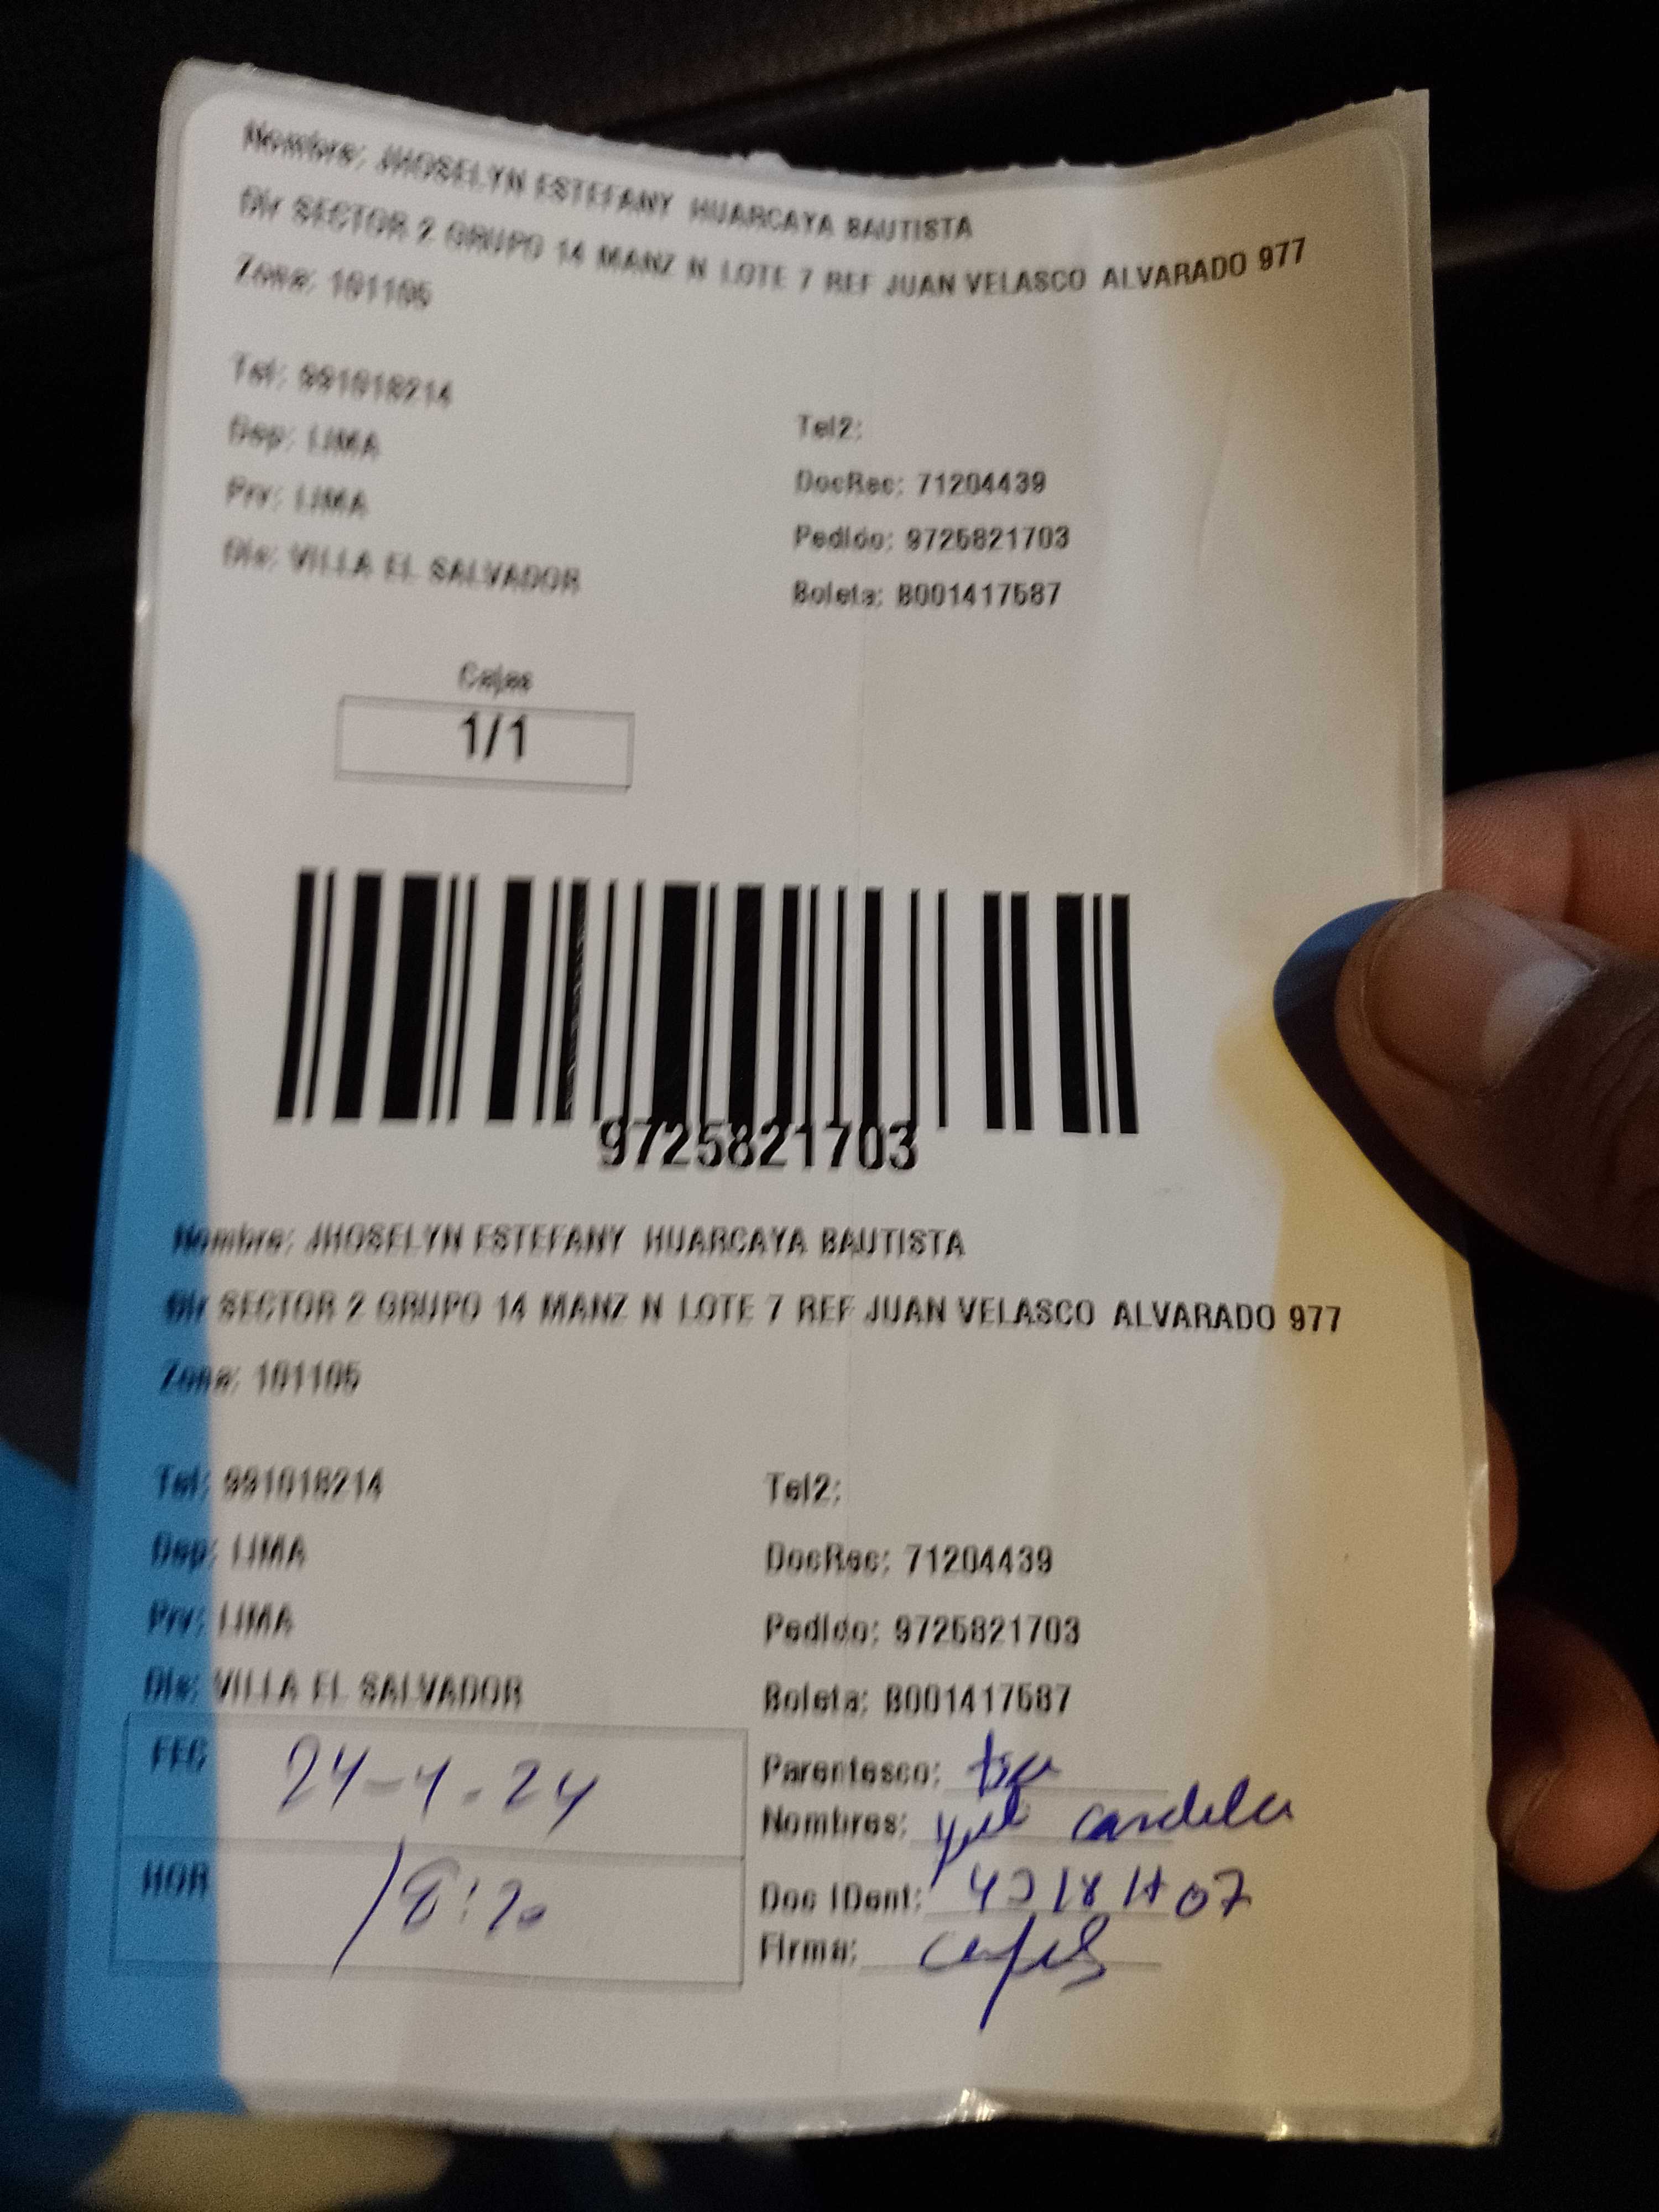 Nombre: JHOSELYN ESTEFANY HUARCAYA BAUTISTA
Dir SECTOR 2 GRUPO 14 MANZ N LOTE 7 REF JUAN VELASCO ALVARADO 977
Zona: 101105
Tel: 991018214
Tel2:
Dep: LIMA
DocRec: 71204439
Prv: LIMA
Pedido: 9725821703
Dis: VILLA EL SALVADOR
Boleta: B001417587
Cajas
1/1
9725821703
Nombre: JHOSELYN ESTEFANY HUARCAYA BAUTISTA
Dir SECTOR 2 GRUPO 14 MANZ N LOTE 7 REF JUAN VELASCO ALVARADO 977
Zona: 101105
Tel: 991018214
Tel2:
Dep: LIMA
DocRec: 71204439
Prv: LIMA
Pedido: 9725821703
Dis: VILLA EL SALVADOR
Boleta: B001417587
FEC 24-4-24
Parentesco: tia
Nombres:
HOR 18:20
Doc IDent:
Firma: